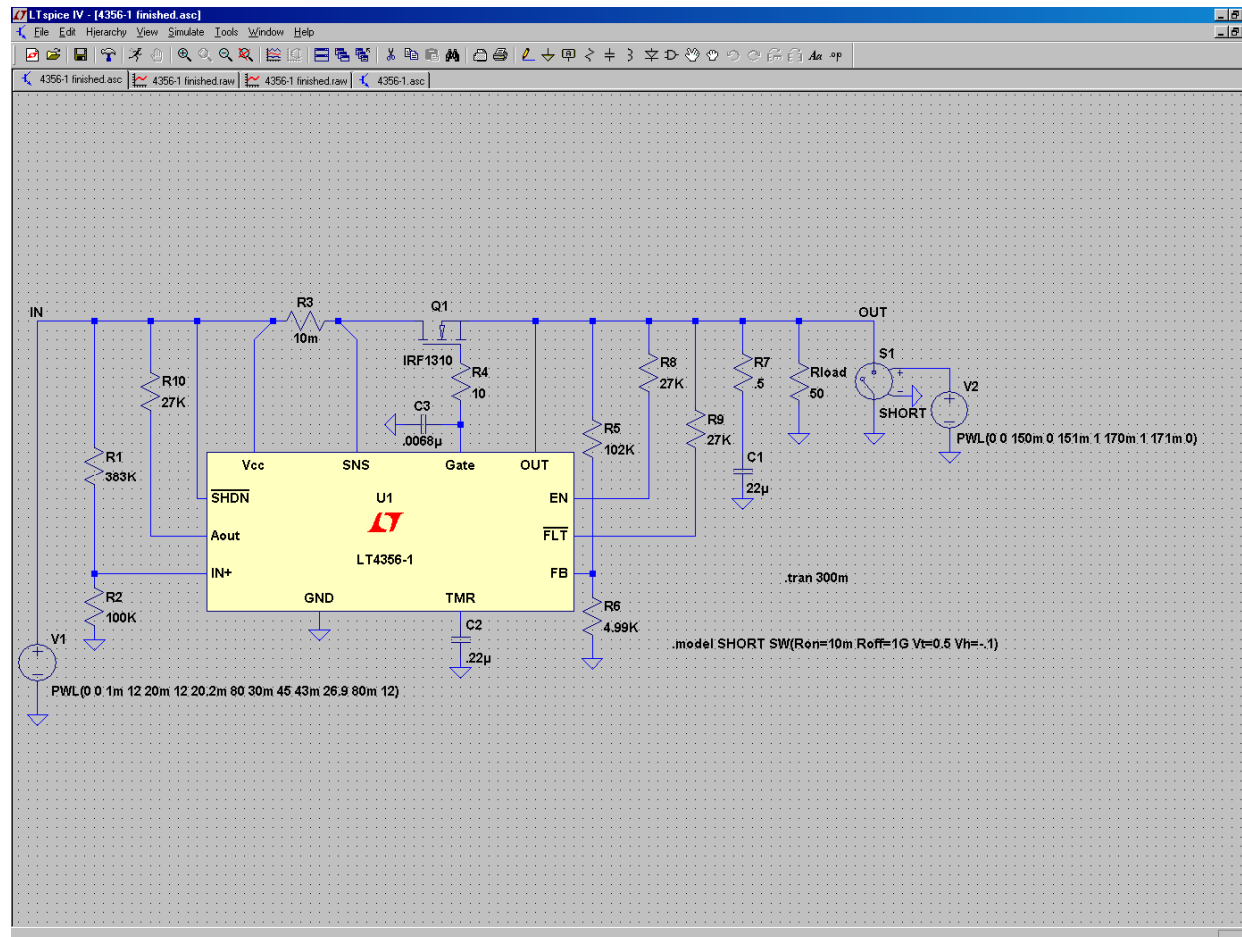 LTspice IV - [4356-1 finished.asc]
File Edit Hierarchy View Simulate Tools Window Help
4356-1 finished.asc 4356-1 finished.raw 4356-1 finished.raw 4356-1.asc
IN
R3
10m
Q1
IRF1310
OUT
R10
27K
R4
10
C3
.0068µ
R8
27K
R7
.5
Rload
50
S1
SHORT
V2
PWL(0 0 150m 0 151m 1 170m 1 171m 0)
R1
383K
R5
102K
R9
27K
C1
22µ
Vcc
SNS
Gate
OUT
SHDN
U1
EN
Aout
LT4356-1
FLT
IN+
FB
GND
TMR
R2
100K
C2
.22µ
R6
4.99K
.tran 300m
.model SHORT SW(Ron=10m Roff=1G Vt=0.5 Vh=-.1)
V1
PWL(0 0 1m 12 20m 12 20.2m 80 30m 45 43m 26.9 80m 12)